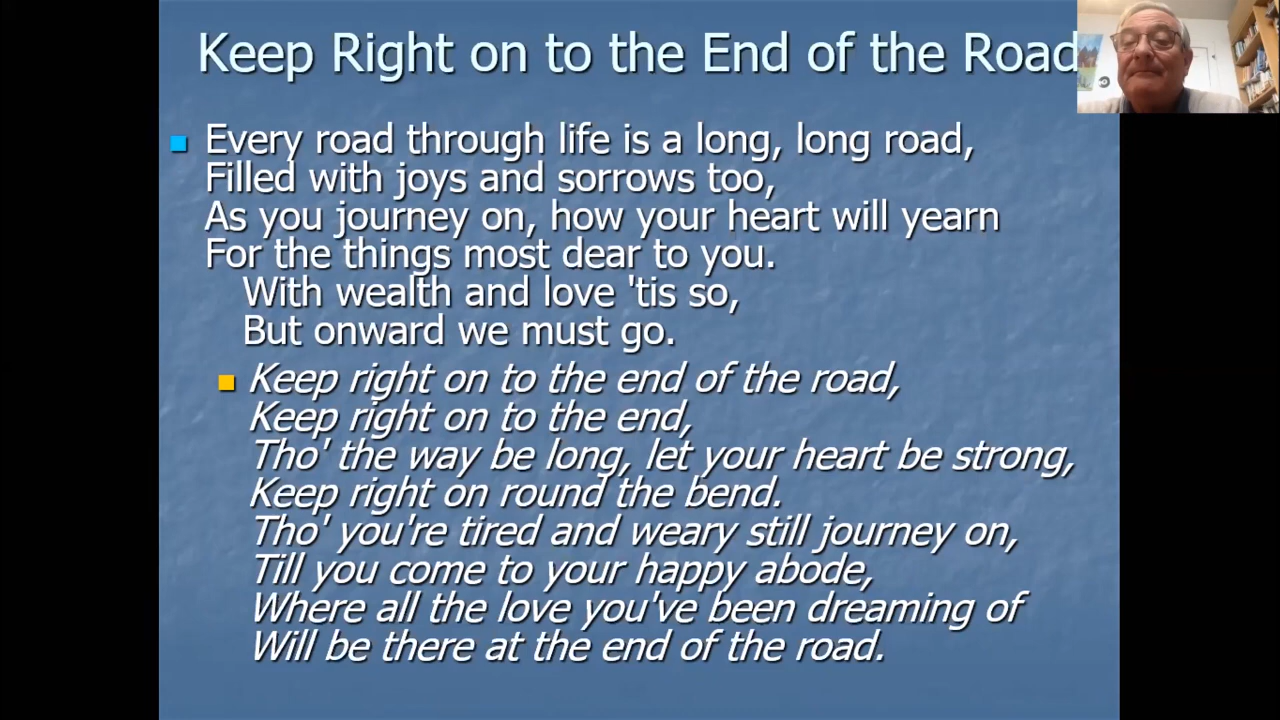 Keep Right on to the End of the Road
Every road through life is a long, long road,
Filled with joys and sorrows too,
As you journey on, how your heart will yearn
For the things most dear to you.
With wealth and love 'tis so,
But onward we must go.
Keep right on to the end of the road,
Keep right on to the end,
Tho' the way be long, let your heart be strong,
Keep right on round the bend.
Tho' you're tired and weary still journey on,
Till you come to your happy abode,
Where all the love you've been dreaming of
Will be there at the end of the road.